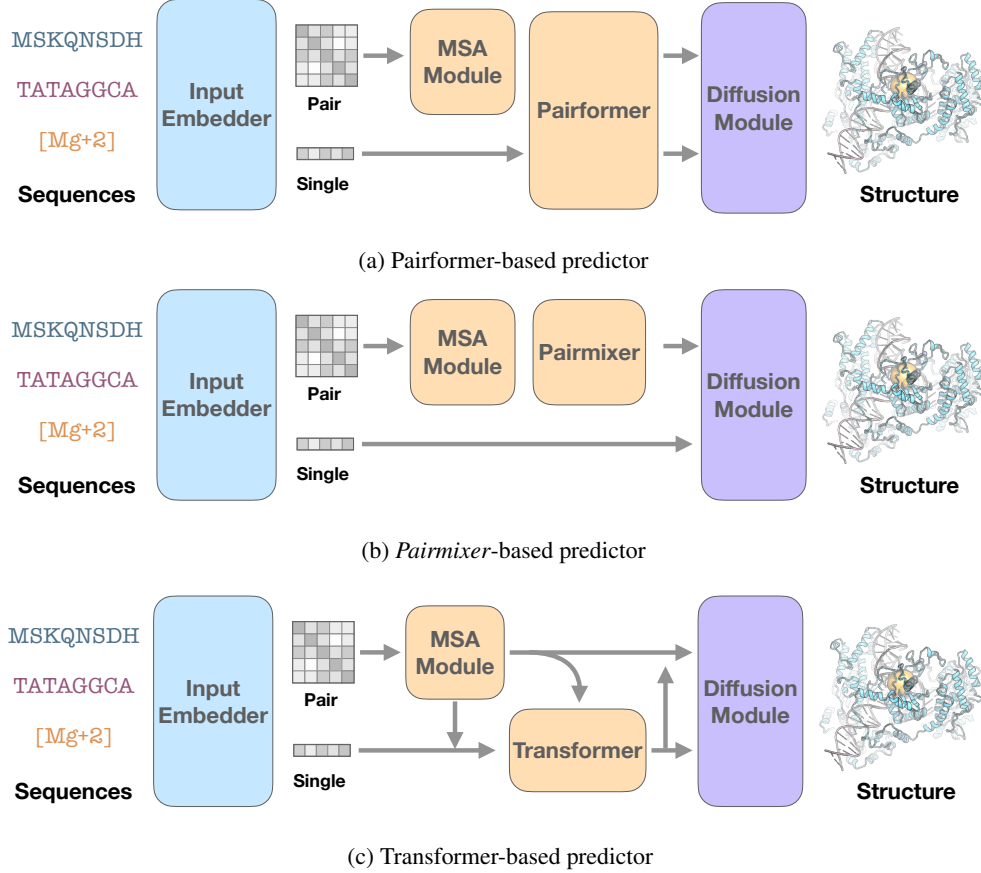 MSKQNSDH
TATAGGCA
[Mg+2]
Sequences
Input
Embedder
Pair
Single
MSA
Module
Pairformer
Diffusion
Module
Structure
(a) Pairformer-based predictor
MSKQNSDH
TATAGGCA
[Mg+2]
Sequences
Input
Embedder
Pair
Single
MSA
Module
Pairmixer
Diffusion
Module
Structure
(b) Pairmixer-based predictor
MSKQNSDH
TATAGGCA
[Mg+2]
Sequences
Input
Embedder
Pair
Single
MSA
Module
Transformer
Diffusion
Module
Structure
(c) Transformer-based predictor